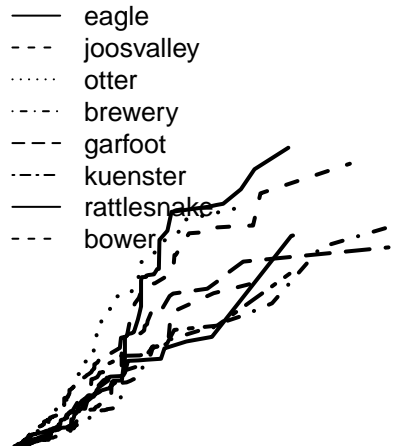 eagle
joosvalley
otter
brewery
garfoot
kuenster
rattlesnake
bower